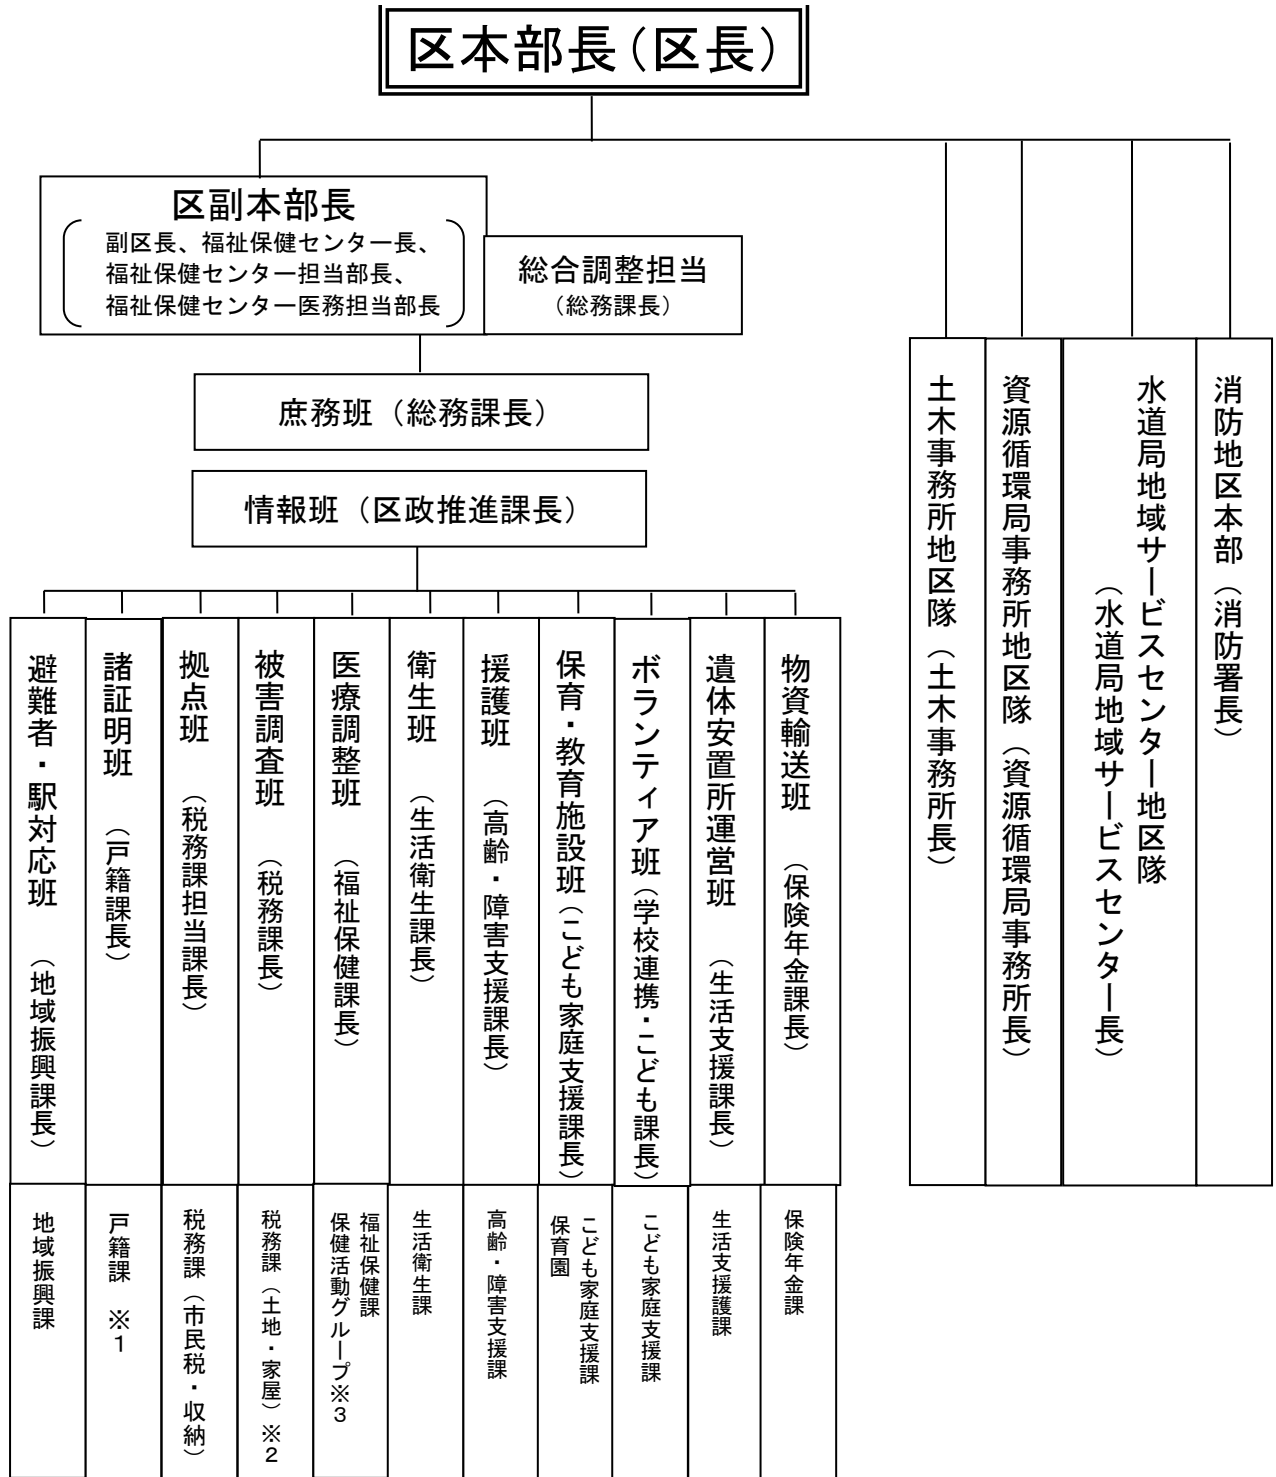 区本部長（区長）
区副本部長
副区長、福祉保健センター長、
福祉保健センター担当部長、
福祉保健センター医務担当部長
総合調整担当
（総務課長）
庶務班（総務課長）
情報班（区政推進課長）
避難者・駅対応班（地域振興課長）
諸証明班（戸籍課長）
拠点班（税務課担当課長）
被害調査班（税務課長）
医療調整班（福祉保健課長）
衛生班（生活衛生課長）
援護班（高齢・障害支援課長）
保育・教育施設班（こども家庭支援課長）
ボランティア班（学校連携・こども課長）
遺体安置所運営班（生活支援課長）
物資輸送班（保険年金課長）
土木事務所地区隊（土木事務所長）
資源循環局事務所地区隊（資源循環局事務所長）
水道局地域サービスセンター地区隊
（水道局地域サービスセンター長）
消防地区本部（消防署長）
地域振興課
戸籍課 ※1
税務課（市民税・収納）
税務課（土地・家屋）※2
福祉保健課
保健活動グループ※3
生活衛生課
高齢・障害支援課
こども家庭支援課
保育園
こども家庭支援課
生活支援護課
保険年金課